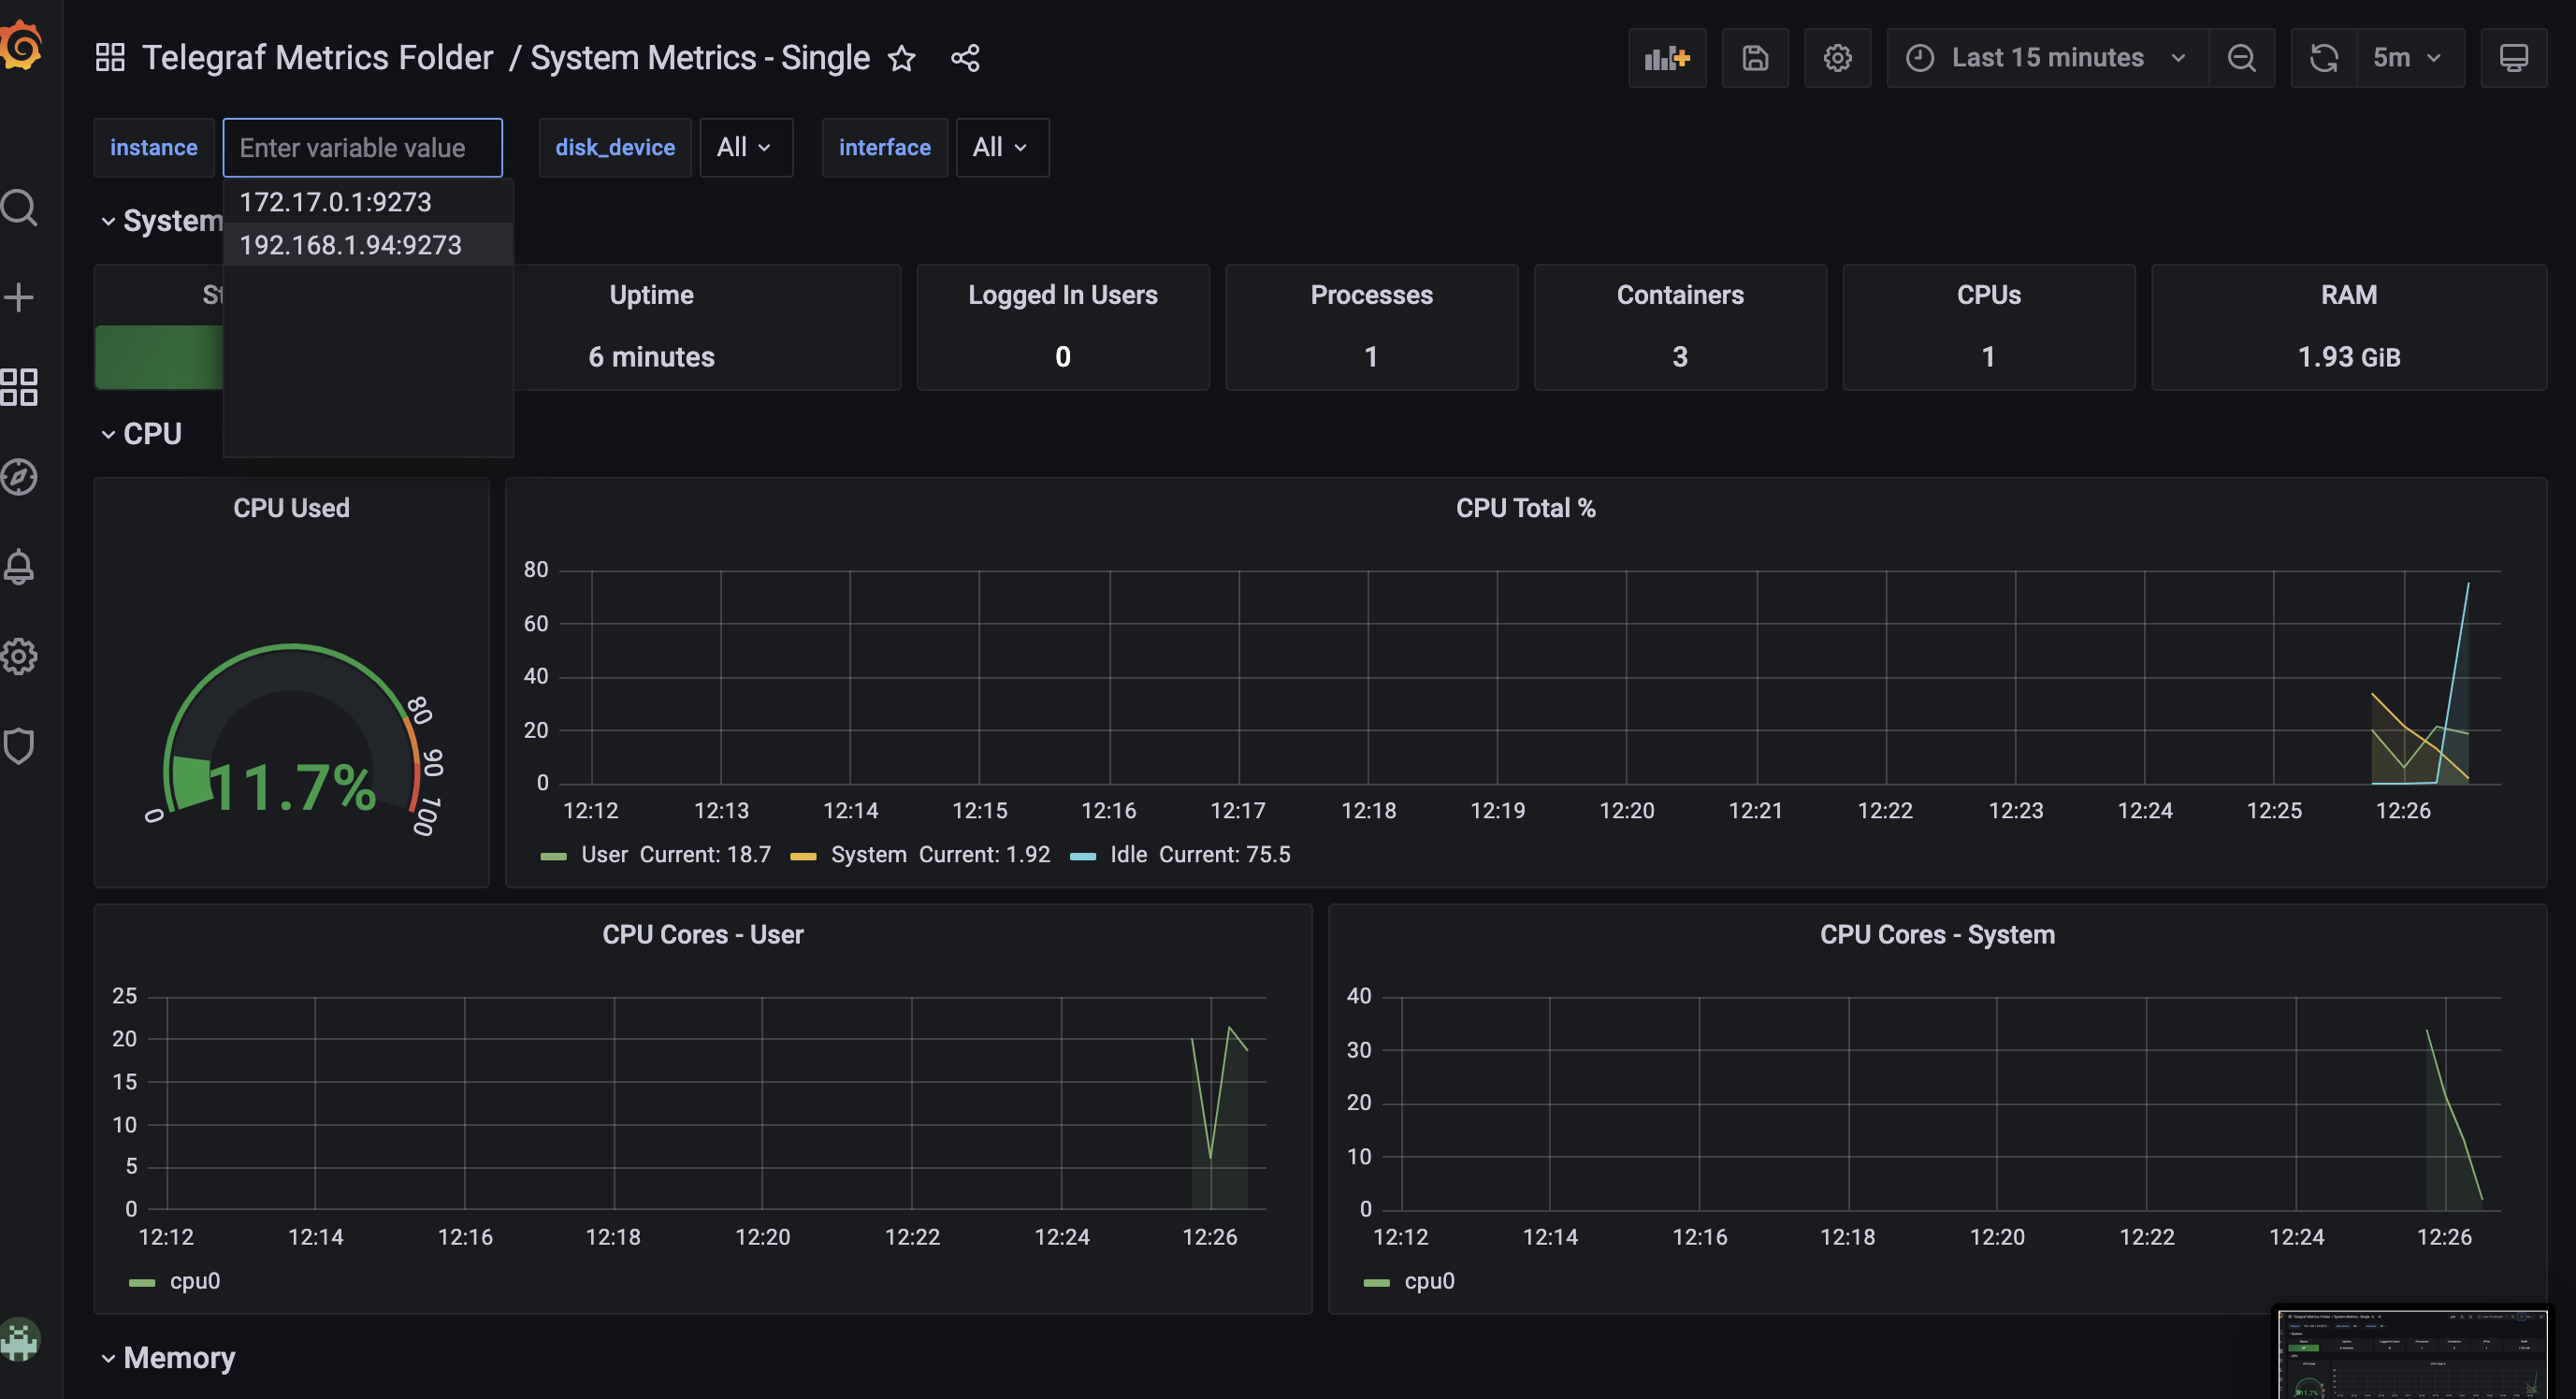 Telegraf Metrics Folder / System Metrics - Single
Last 15 minutes
5m
instance
Enter variable value
disk_device
All
interface
All
172.17.0.1:9273
192.168.1.94:9273
System
St
Uptime
6 minutes
Logged In Users
0
Processes
1
Containers
3
CPUs
1
RAM
1.93 GiB
CPU
CPU Used
0
80
90
100
11.7%
CPU Total %
80
60
40
20
0
12:12 12:13 12:14 12:15 12:16 12:17 12:18 12:19 12:20 12:21 12:22 12:23 12:24 12:25 12:26
User Current: 18.7 System Current: 1.92 Idle Current: 75.5
CPU Cores - User
25
20
15
10
5
0
12:12 12:14 12:16 12:18 12:20 12:22 12:24 12:26
cpu0
CPU Cores - System
40
30
20
10
0
12:12 12:14 12:16 12:18 12:20 12:22 12:24 12:26
cpu0
Memory